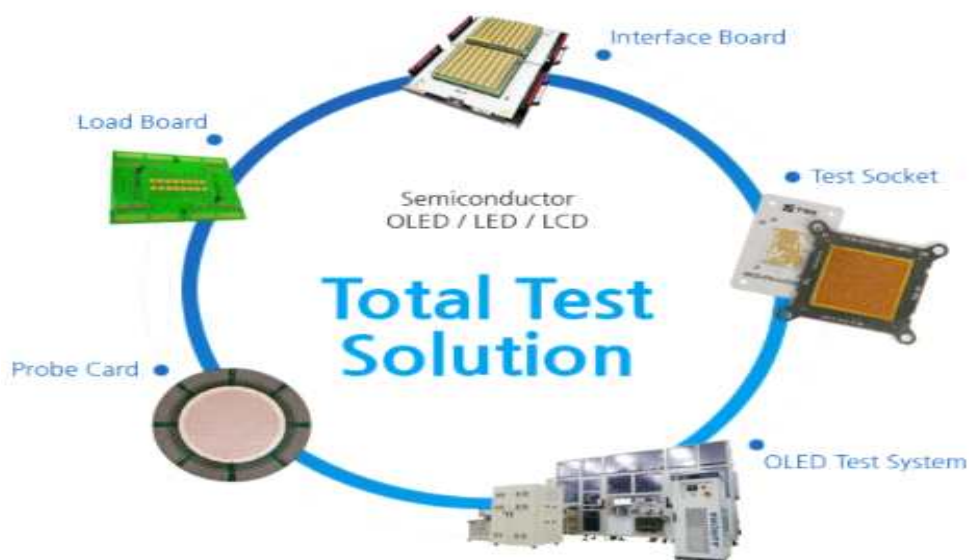 Interface Board
Load Board
Test Socket
Semiconductor
OLED / LED / LCD
Total Test
Solution
Probe Card
OLED Test System